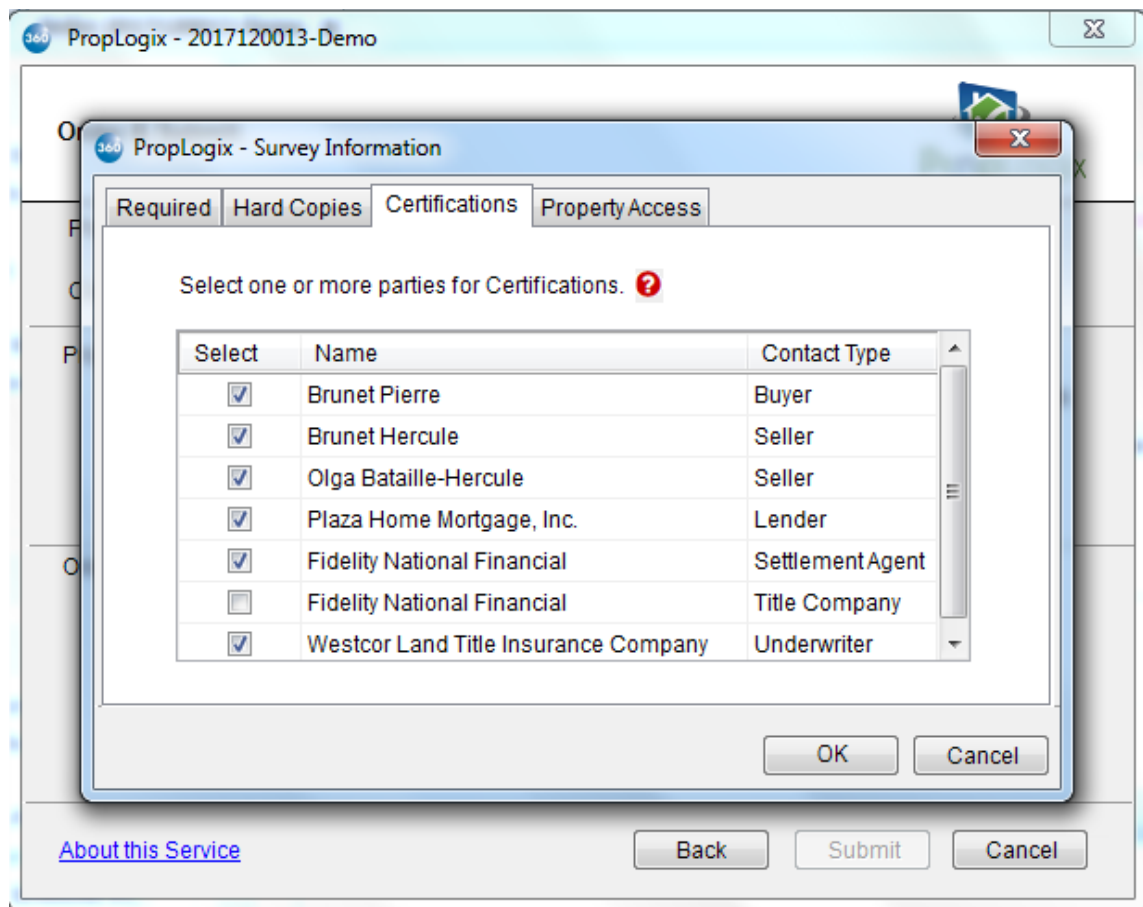 PropLogix - 2017120013-Demo
PropLogix - Survey Information
Required Hard Copies Certifications Property Access
Select one or more parties for Certifications.
Select Name Contact Type
Brunet Pierre Buyer
Brunet Hercule Seller
Olga Bataille-Hercule Seller
Plaza Home Mortgage, Inc. Lender
Fidelity National Financial Settlement Agent
Fidelity National Financial Title Company
Westcor Land Title Insurance Company Underwriter
OK Cancel
About this Service Back Submit Cancel